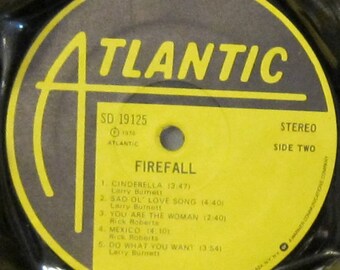 ATLANTIC
SD 19125
STEREO
℗ 1976
ATLANTIC
SIDE TWO
FIREFALL
1. CINDERELLA (3:47)
Larry Burnett
2. SAD OL' LOVE SONG (4:40)
Larry Burnett
3. YOU ARE THE WOMAN (2:40)
Rick Roberts
4. MEXICO (4:10)
Rick Roberts
5. DO WHAT YOU WANT (3:54)
Larry Burnett